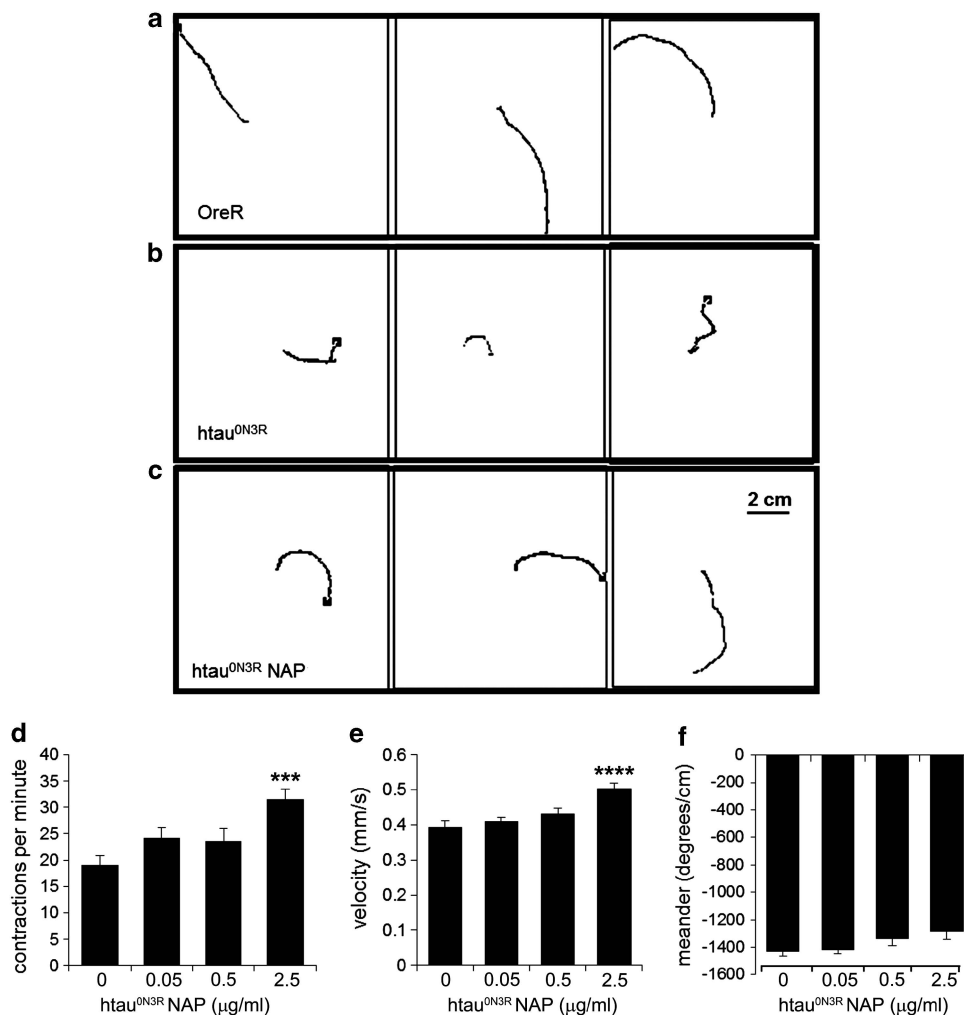 a
OreR
b
htau0N3R
c
2 cm
htau0N3R NAP
d
contractions per minute
40
35
30
25
20
15
10
5
0
***
0 0.05 0.5 2.5
htau0N3R NAP (μg/ml)
e
velocity (mm/s)
0.6
0.5
0.4
0.3
0.2
0.1
0
****
0 0.05 0.5 2.5
htau0N3R NAP (μg/ml)
f
meander (degrees/cm)
0
-200
-400
-600
-800
-1000
-1200
-1400
-1600
0 0.05 0.5 2.5
htau0N3R NAP (μg/ml)